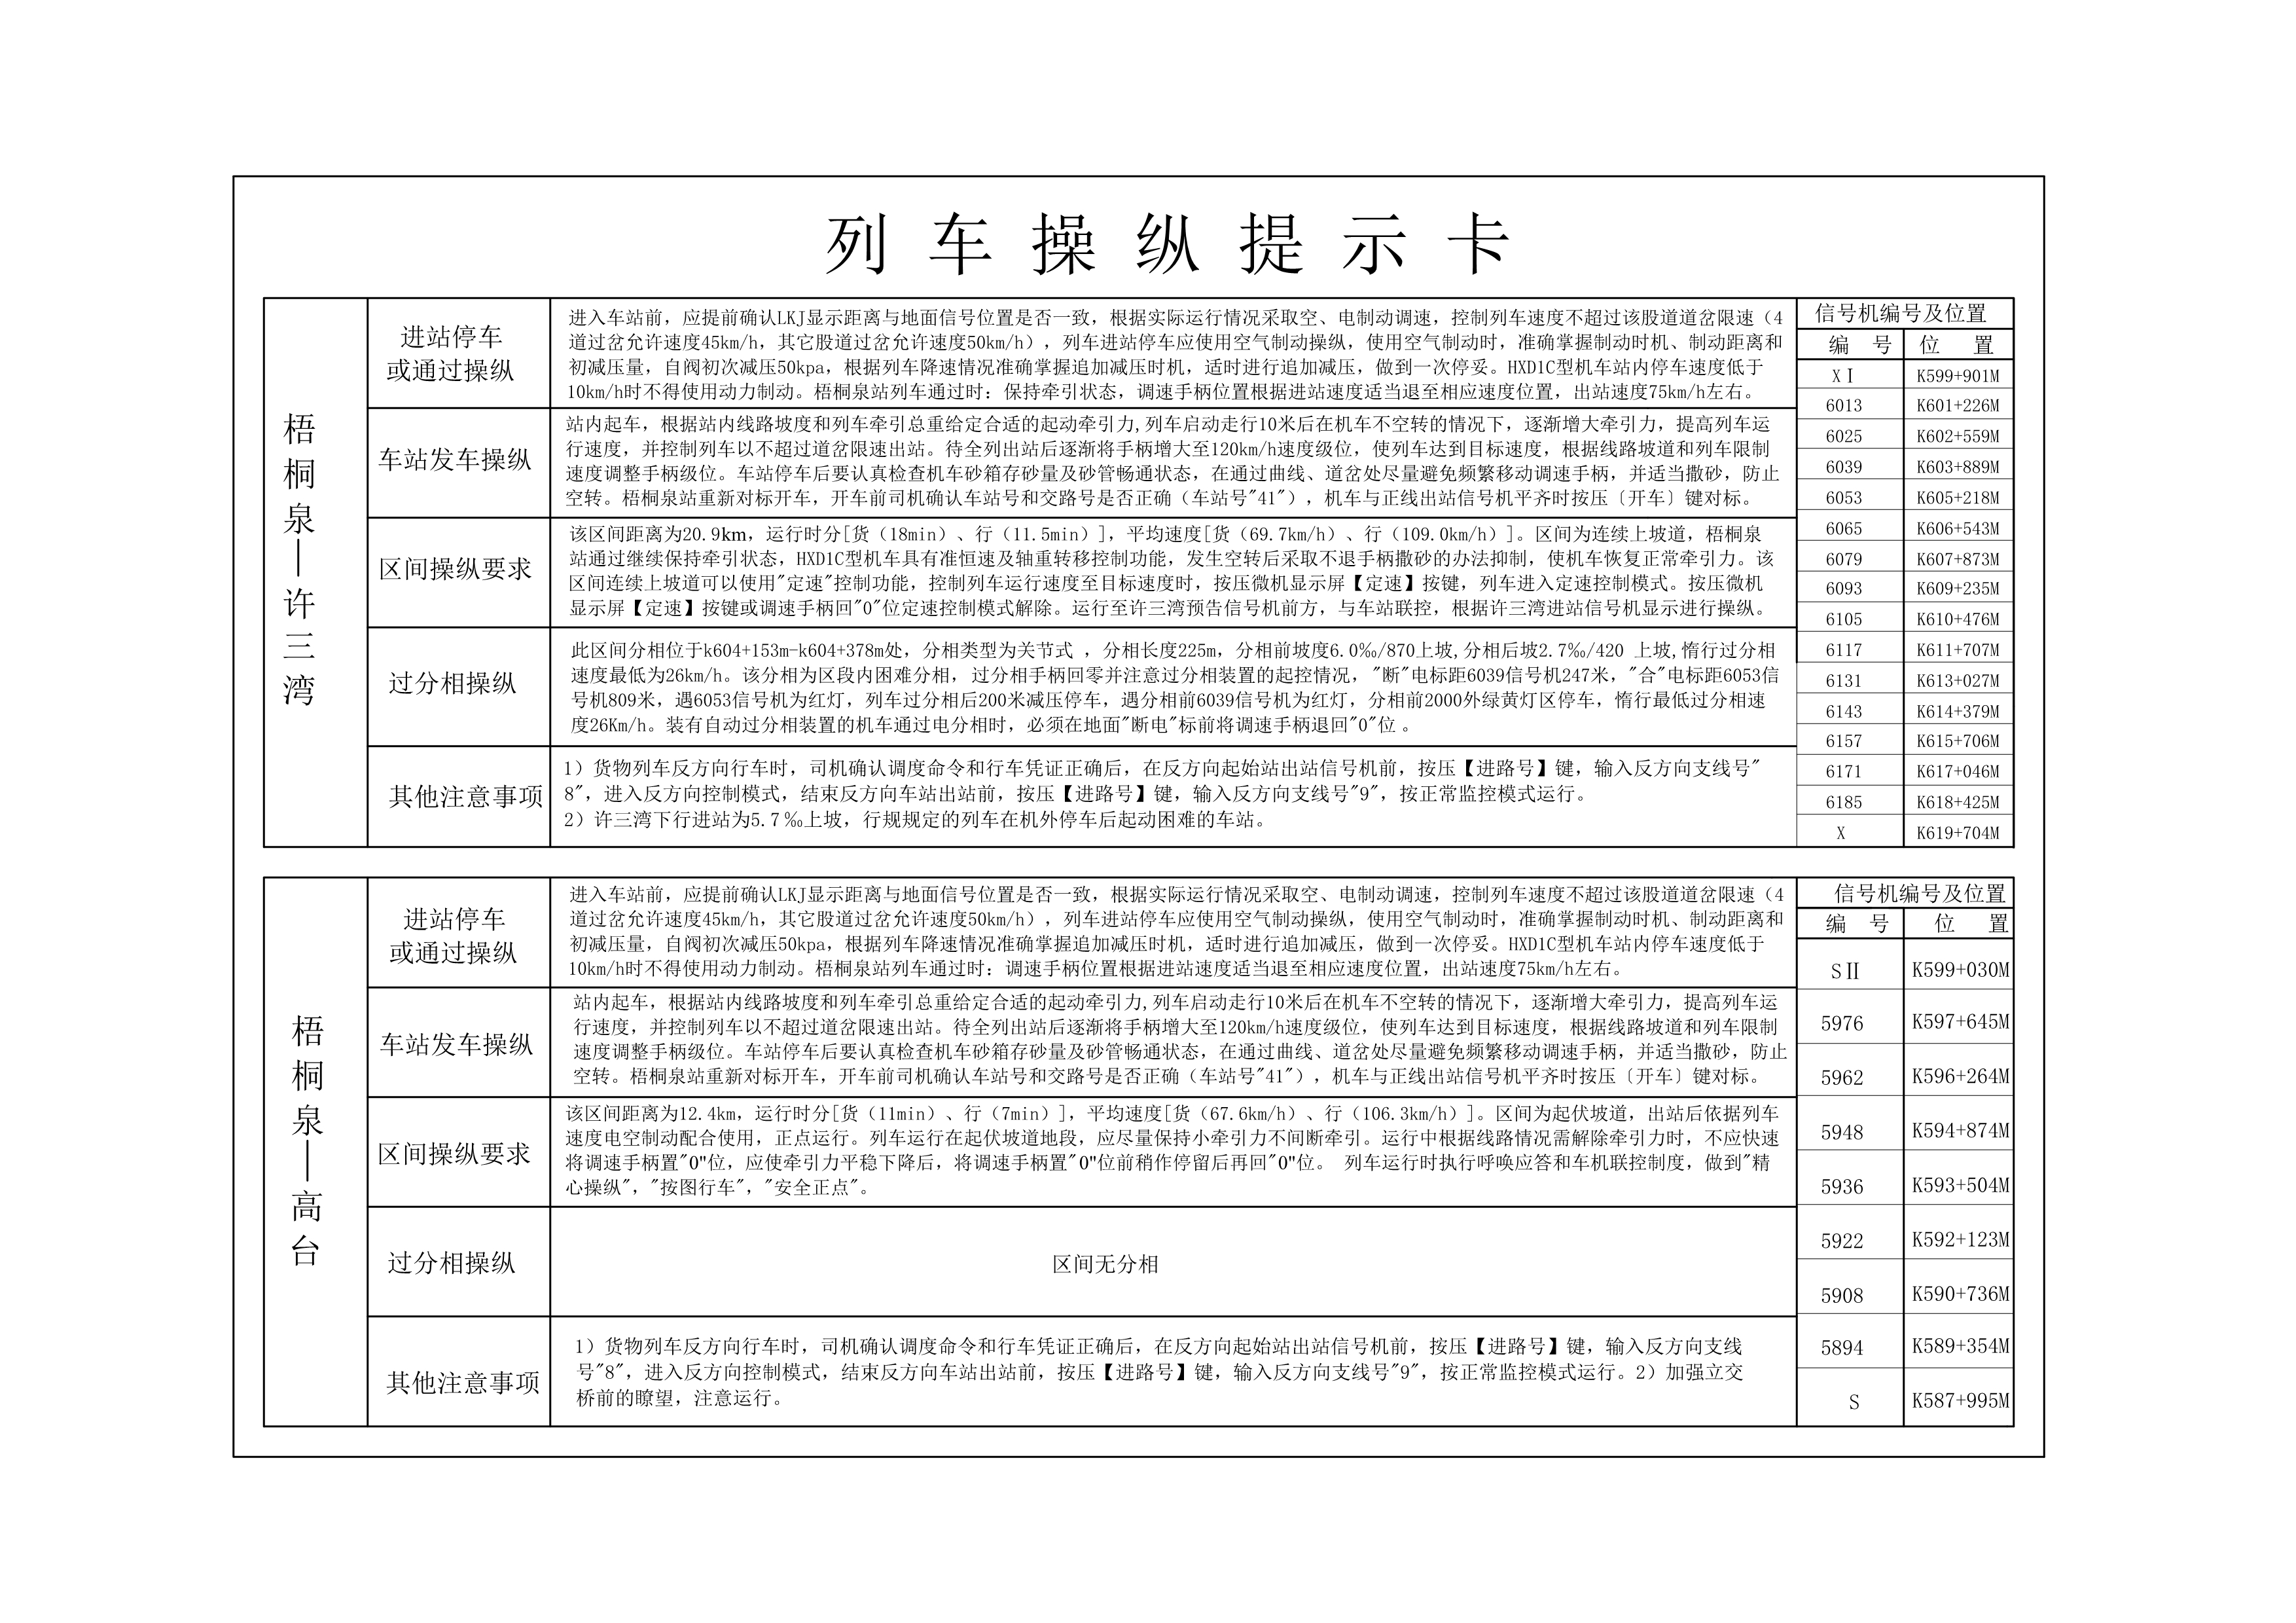 列车操纵提示卡
梧桐泉—许三湾
进站停车
或通过操纵
进入车站前，应提前确认LKJ显示距离与地面信号位置是否一致，根据实际运行情况采取空、电制动调速，控制列车速度不超过该股道道岔限速（4
道过岔允许速度45km/h，其它股道过岔允许速度50km/h），列车进站停车应使用空气制动操纵，使用空气制动时，准确掌握制动时机、制动距离和
初减压量，自阀初次减压50kpa，根据列车降速情况准确掌握追加减压时机，适时进行追加减压，做到一次停妥。HXD1C型机车站内停车速度低于
10km/h时不得使用动力制动。梧桐泉站列车通过时：保持牵引状态，调速手柄位置根据进站速度适当退至相应速度位置，出站速度75km/h左右。
车站发车操纵
站内起车，根据站内线路坡度和列车牵引总重给定合适的起动牵引力,列车启动走行10米后在机车不空转的情况下，逐渐增大牵引力，提高列车运
行速度，并控制列车以不超过道岔限速出站。待全列出站后逐渐将手柄增大至120km/h速度级位，使列车达到目标速度，根据线路坡道和列车限制
速度调整手柄级位。车站停车后要认真检查机车砂箱存砂量及砂管畅通状态，在通过曲线、道岔处尽量避免频繁移动调速手柄，并适当撒砂，防止
空转。梧桐泉站重新对标开车，开车前司机确认车站号和交路号是否正确（车站号"41"），机车与正线出站信号机平齐时按压〔开车〕键对标。
区间操纵要求
该区间距离为20.9km，运行时分[货（18min）、行（11.5min）]，平均速度[货（69.7km/h）、行（109.0km/h）]。区间为连续上坡道，梧桐泉
站通过继续保持牵引状态，HXD1C型机车具有准恒速及轴重转移控制功能，发生空转后采取不退手柄撒砂的办法抑制，使机车恢复正常牵引力。该
区间连续上坡道可以使用"定速"控制功能，控制列车运行速度至目标速度时，按压微机显示屏【定速】按键，列车进入定速控制模式。按压微机
显示屏【定速】按键或调速手柄回"0"位定速控制模式解除。运行至许三湾预告信号机前方，与车站联控，根据许三湾进站信号机显示进行操纵。
过分相操纵
此区间分相位于k604+153m-k604+378m处，分相类型为关节式 ，分相长度225m，分相前坡度6.0‰/870上坡,分相后坡2.7‰/420 上坡,惰行过分相
速度最低为26km/h。该分相为区段内困难分相，过分相手柄回零并注意过分相装置的起控情况，"断"电标距6039信号机247米，"合"电标距6053信
号机809米，遇6053信号机为红灯，列车过分相后200米减压停车，遇分相前6039信号机为红灯，分相前2000外绿黄灯区停车，惰行最低过分相速
度26Km/h。装有自动过分相装置的机车通过电分相时，必须在地面"断电"标前将调速手柄退回"0"位 。
其他注意事项
1）货物列车反方向行车时，司机确认调度命令和行车凭证正确后，在反方向起始站出站信号机前，按压【进路号】键，输入反方向支线号"
8"，进入反方向控制模式，结束反方向车站出站前，按压【进路号】键，输入反方向支线号"9"，按正常监控模式运行。
2）许三湾下行进站为5.7‰上坡，行规规定的列车在机外停车后起动困难的车站。
信号机编号及位置
编 号 位 置
XⅠ K599+901M
6013 K601+226M
6025 K602+559M
6039 K603+889M
6053 K605+218M
6065 K606+543M
6079 K607+873M
6093 K609+235M
6105 K610+476M
6117 K611+707M
6131 K613+027M
6143 K614+379M
6157 K615+706M
6171 K617+046M
6185 K618+425M
X K619+704M
梧桐泉—高台
进站停车
或通过操纵
进入车站前，应提前确认LKJ显示距离与地面信号位置是否一致，根据实际运行情况采取空、电制动调速，控制列车速度不超过该股道道岔限速（4
道过岔允许速度45km/h，其它股道过岔允许速度50km/h），列车进站停车应使用空气制动操纵，使用空气制动时，准确掌握制动时机、制动距离和
初减压量，自阀初次减压50kpa，根据列车降速情况准确掌握追加减压时机，适时进行追加减压，做到一次停妥。HXD1C型机车站内停车速度低于
10km/h时不得使用动力制动。梧桐泉站列车通过时：调速手柄位置根据进站速度适当退至相应速度位置，出站速度75km/h左右。
车站发车操纵
站内起车，根据站内线路坡度和列车牵引总重给定合适的起动牵引力,列车启动走行10米后在机车不空转的情况下，逐渐增大牵引力，提高列车运
行速度，并控制列车以不超过道岔限速出站。待全列出站后逐渐将手柄增大至120km/h速度级位，使列车达到目标速度，根据线路坡道和列车限制
速度调整手柄级位。车站停车后要认真检查机车砂箱存砂量及砂管畅通状态，在通过曲线、道岔处尽量避免频繁移动调速手柄，并适当撒砂，防止
空转。梧桐泉站重新对标开车，开车前司机确认车站号和交路号是否正确（车站号"41"），机车与正线出站信号机平齐时按压〔开车〕键对标。
区间操纵要求
该区间距离为12.4km，运行时分[货（11min）、行（7min）]，平均速度[货（67.6km/h）、行（106.3km/h）]。区间为起伏坡道，出站后依据列车
速度电空制动配合使用，正点运行。列车运行在起伏坡道地段，应尽量保持小牵引力不间断牵引。运行中根据线路情况需解除牵引力时，不应快速
将调速手柄置"0"位，应使牵引力平稳下降后，将调速手柄置"0"位前稍作停留后再回"0"位。 列车运行时执行呼唤应答和车机联控制度，做到"精
心操纵"，"按图行车"，"安全正点"。
过分相操纵
区间无分相
其他注意事项
1）货物列车反方向行车时，司机确认调度命令和行车凭证正确后，在反方向起始站出站信号机前，按压【进路号】键，输入反方向支线
号"8"，进入反方向控制模式，结束反方向车站出站前，按压【进路号】键，输入反方向支线号"9"，按正常监控模式运行。2）加强立交
桥前的瞭望，注意运行。
信号机编号及位置
编 号 位 置
SⅡ K599+030M
5976 K597+645M
5962 K596+264M
5948 K594+874M
5936 K593+504M
5922 K592+123M
5908 K590+736M
5894 K589+354M
S K587+995M